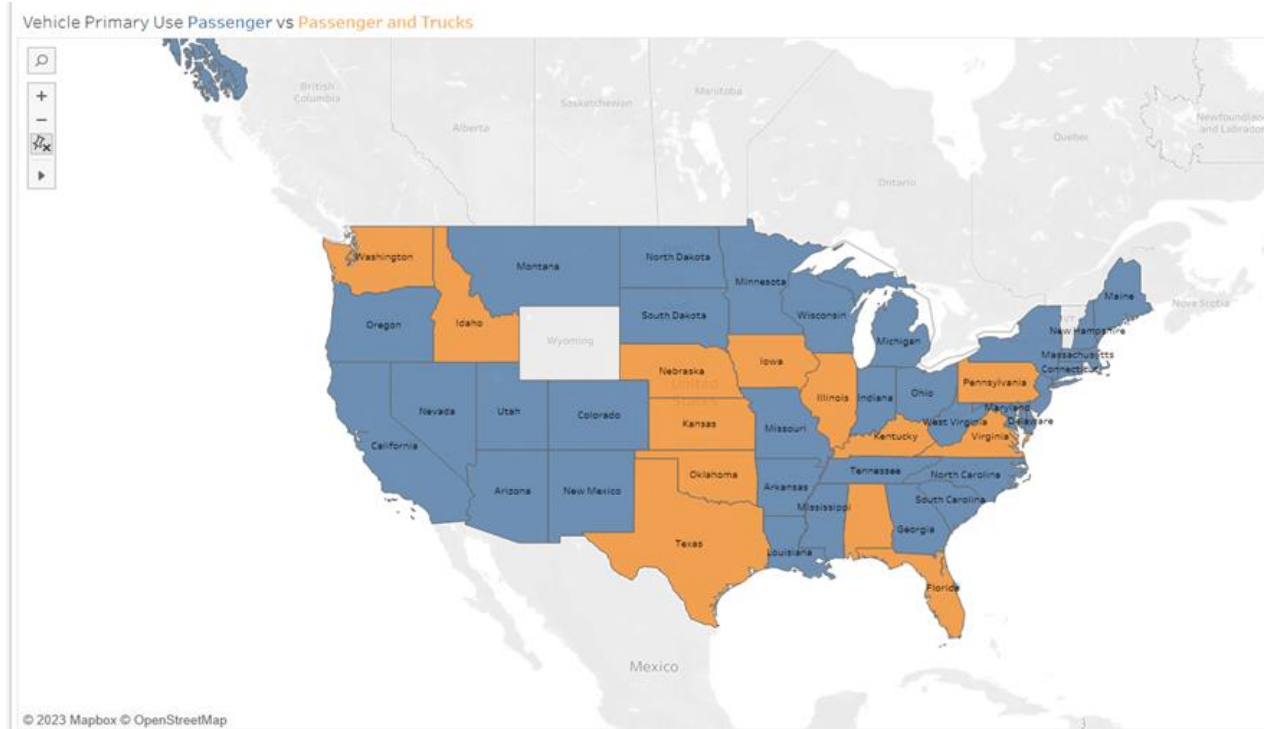 Vehicle Primary Use Passenger vs Passenger and Trucks
British
Columbia
Alberta
Saskatchewan
Manitoba
Ontario
Quebec
Newfoundland
and Labrador
Nova Scotia
Washington
Montana
North Dakota
Minnesota
Maine
Oregon
Idaho
South Dakota
Wisconsin
Michigan
VT
New Hampshire
Wyoming
Massachusetts
Connecticut
Nebraska
Iowa
Pennsylvania
United
States
Nevada
Utah
Colorado
Kansas
Missouri
Illinois
Indiana
Ohio
Maryland
West Virginia
Delaware
California
Kentucky
Virginia
Arizona
New Mexico
Oklahoma
Arkansas
Tennessee
North Carolina
South Carolina
Mississippi
Georgia
Texas
Louisiana
Florida
Mexico
© 2023 Mapbox © OpenStreetMap